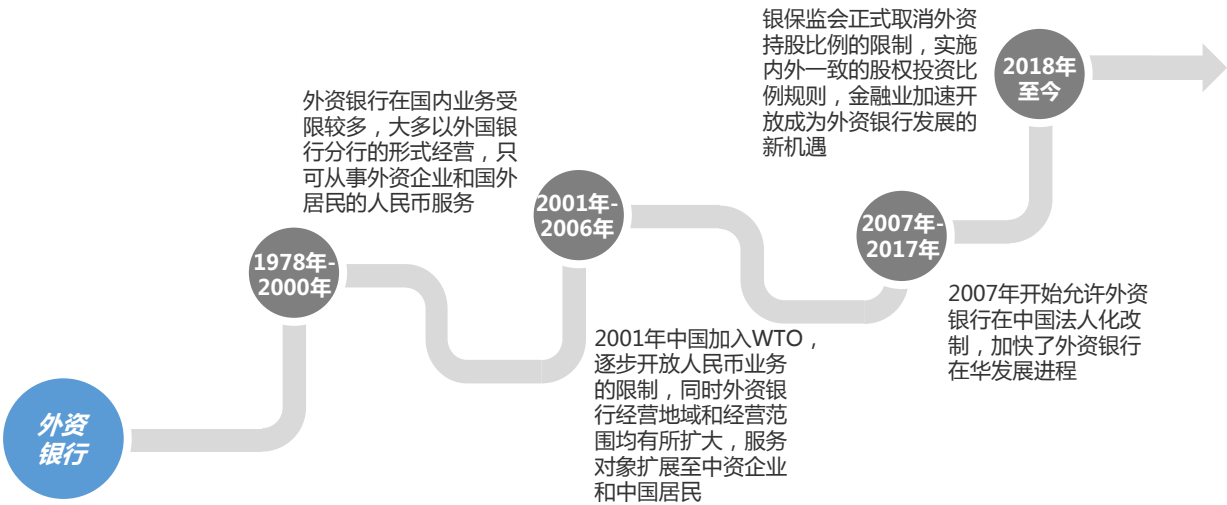 外资
银行
1978年-
2000年
外资银行在国内业务受
限较多，大多以外国银
行分行的形式经营，只
可从事外资企业和国外
居民的人民币服务
2001年-
2006年
2001年中国加入WTO，
逐步开放人民币业务
的限制，同时外资银
行经营地域和经营范
围均有所扩大，服务
对象扩展至中资企业
和中国居民
2007年-
2017年
2007年开始允许外资
银行在中国法人化改
制，加快了外资银行
在华发展进程
2018年
至今
银保监会正式取消外资
持股比例的限制，实施
内外一致的股权投资比
例规则，金融业加速开
放成为外资银行发展的
新机遇